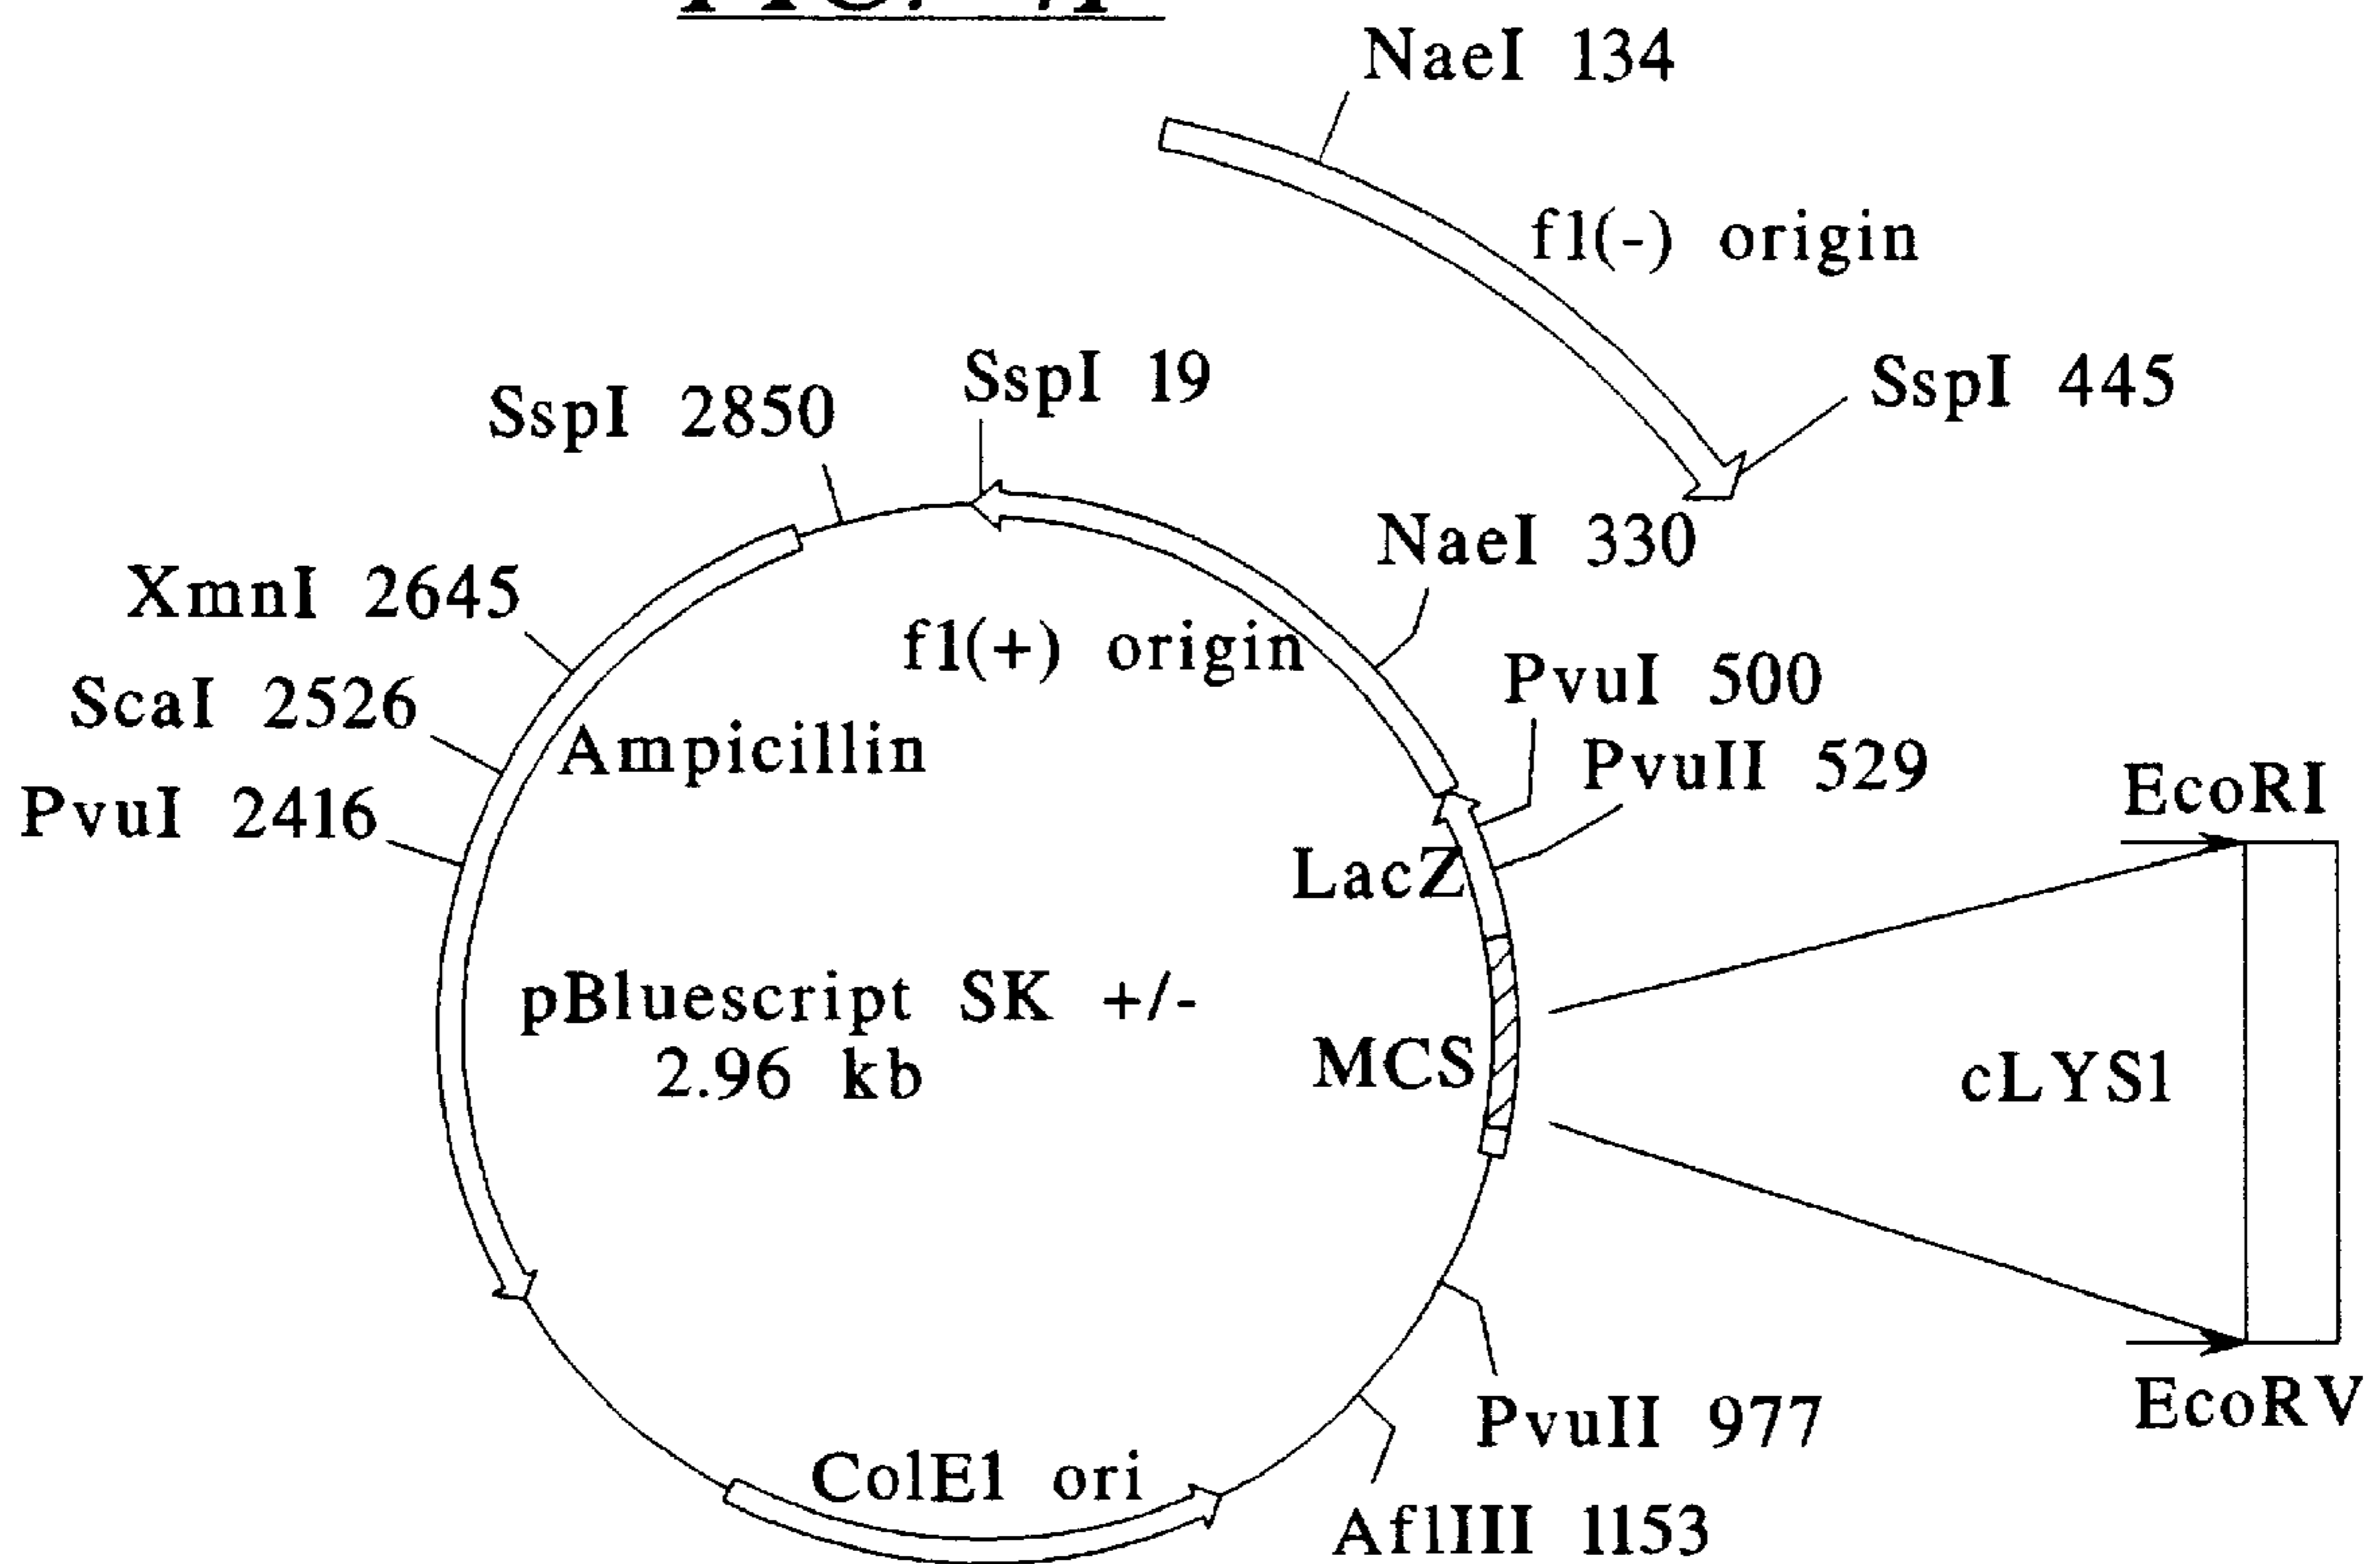 NaeI 134
f1(-) origin
SspI 19
SspI 445
SspI 2850
NaeI 330
XmnI 2645
f1(+) origin
PvuI 500
ScaI 2526
Ampicillin
PvuII 529
EcoRI
PvuI 2416
LacZ
pBluescript SK +/-
2.96 kb
MCS
cLYS1
EcoRV
PvuII 977
ColE1 ori
AflIII 1153